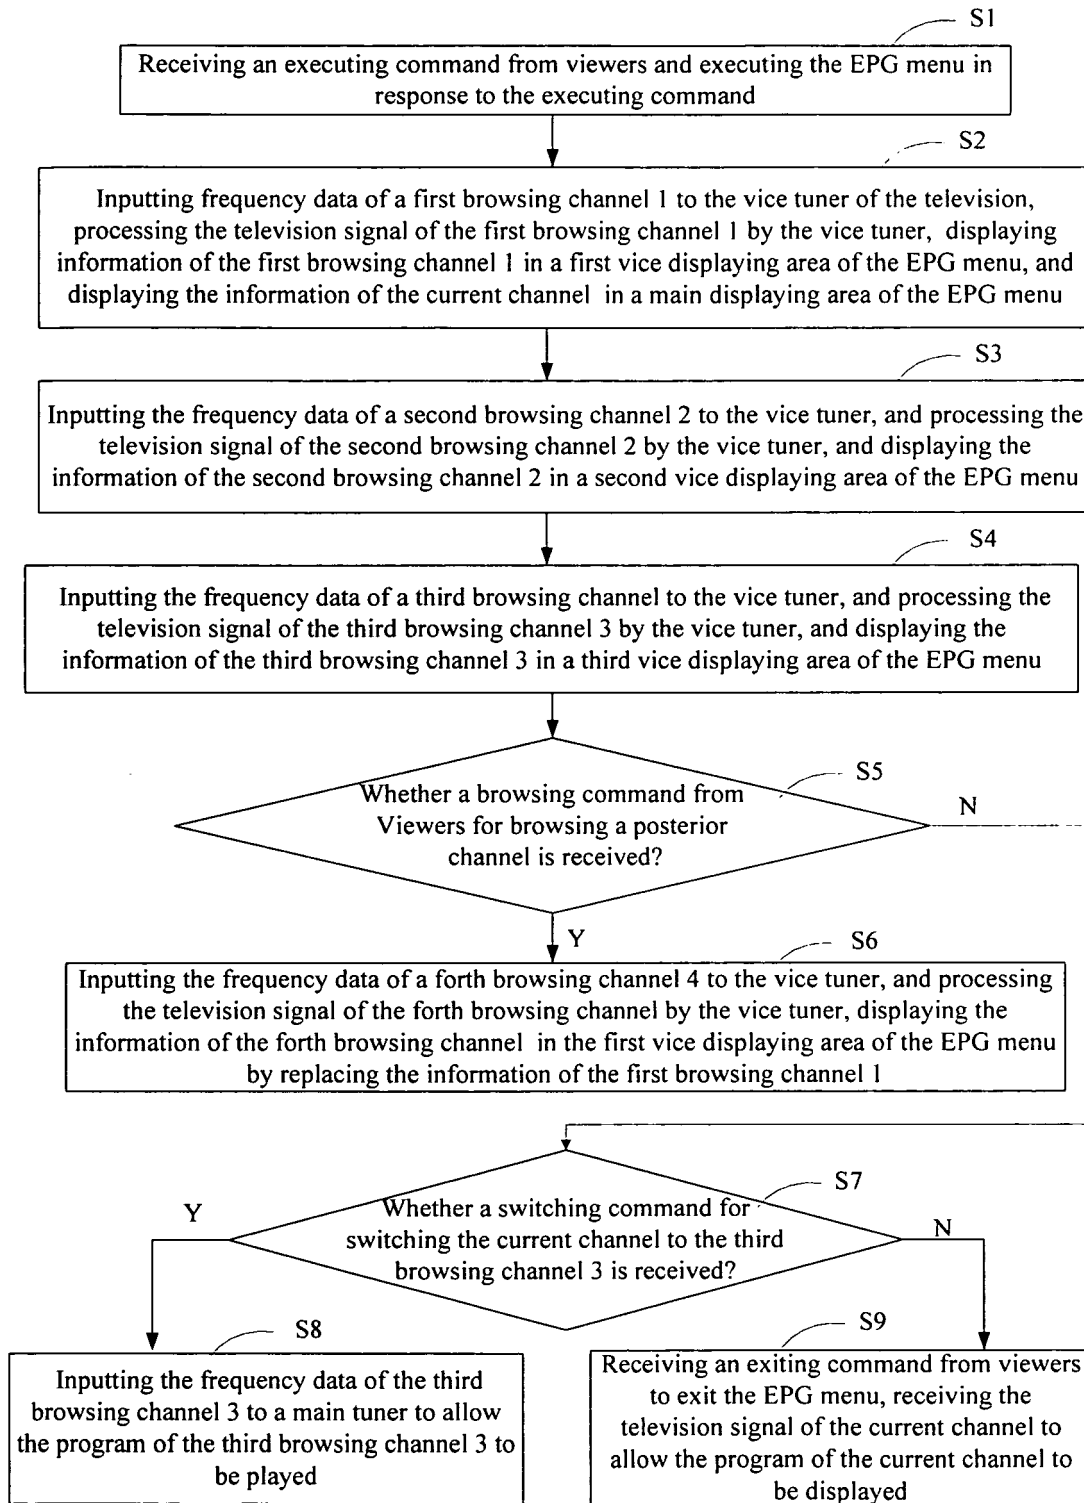 S1
Receiving an executing command from viewers and executing the EPG menu in
response to the executing command
S2
Inputting frequency data of a first browsing channel 1 to the vice tuner of the television,
processing the television signal of the first browsing channel 1 by the vice tuner, displaying
information of the first browsing channel 1 in a first vice displaying area of the EPG menu, and
displaying the information of the current channel in a main displaying area of the EPG menu
S3
Inputting the frequency data of a second browsing channel 2 to the vice tuner, and processing the
television signal of the second browsing channel 2 by the vice tuner, and displaying the
information of the second browsing channel 2 in a second vice displaying area of the EPG menu
S4
Inputting the frequency data of a third browsing channel to the vice tuner, and processing the
television signal of the third browsing channel 3 by the vice tuner, and displaying the
information of the third browsing channel 3 in a third vice displaying area of the EPG menu
S5
Whether a browsing command from
Viewers for browsing a posterior
channel is received?
N
Y
S6
Inputting the frequency data of a forth browsing channel 4 to the vice tuner, and processing
the television signal of the forth browsing channel by the vice tuner, displaying the
information of the forth browsing channel in the first vice displaying area of the EPG menu
by replacing the information of the first browsing channel 1
S7
Whether a switching command for
switching the current channel to the third
browsing channel 3 is received?
Y
N
S8
Inputting the frequency data of the third
browsing channel 3 to a main tuner to allow
the program of the third browsing channel 3 to
be played
S9
Receiving an exiting command from viewers
to exit the EPG menu, receiving the
television signal of the current channel to
allow the program of the current channel to
be displayed